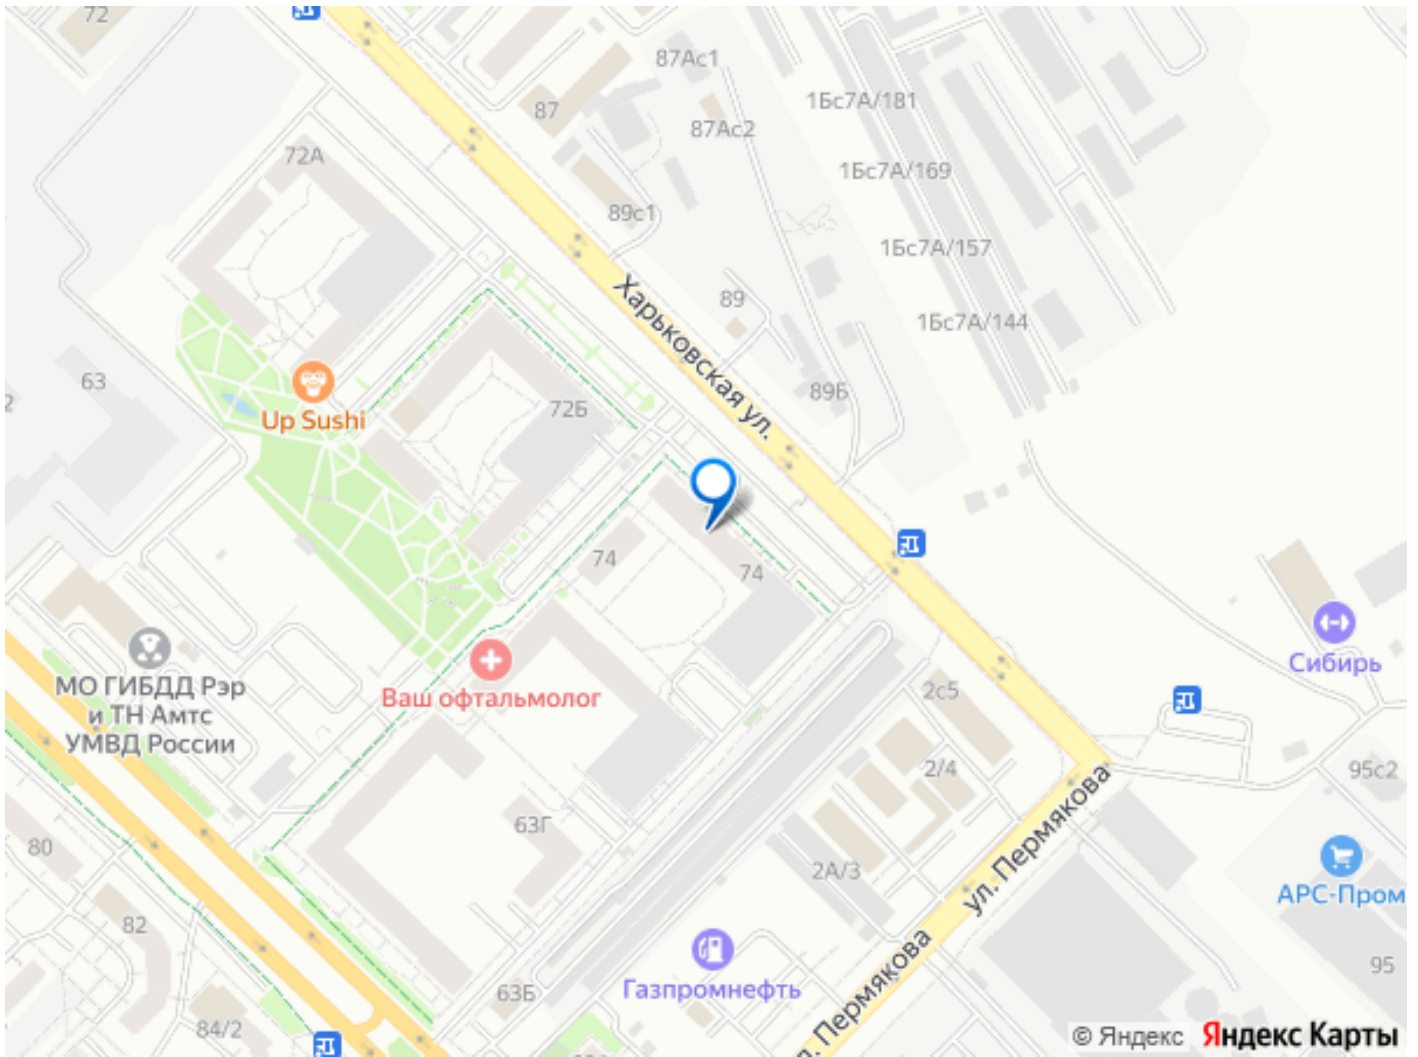 72
87Ас1
87
1Бс7А/181
87Ас2
72А
1Бс7А/169
89с1
1Бс7А/157
89
Харьковская ул.
1Бс7А/144
63
89Б
72Б
Up Sushi
74
74
Сибирь
МО ГИБДД Рэр
и ТН Амтс
УМВД России
Ваш офтальмолог
2с5
2/4
95с2
ул. Пермякова
63Г
80
2А/3
АРС-Пром
82
95
Газпромнефть
63Б
л. Пермякова
84/2
© Яндекс Яндекс Карты